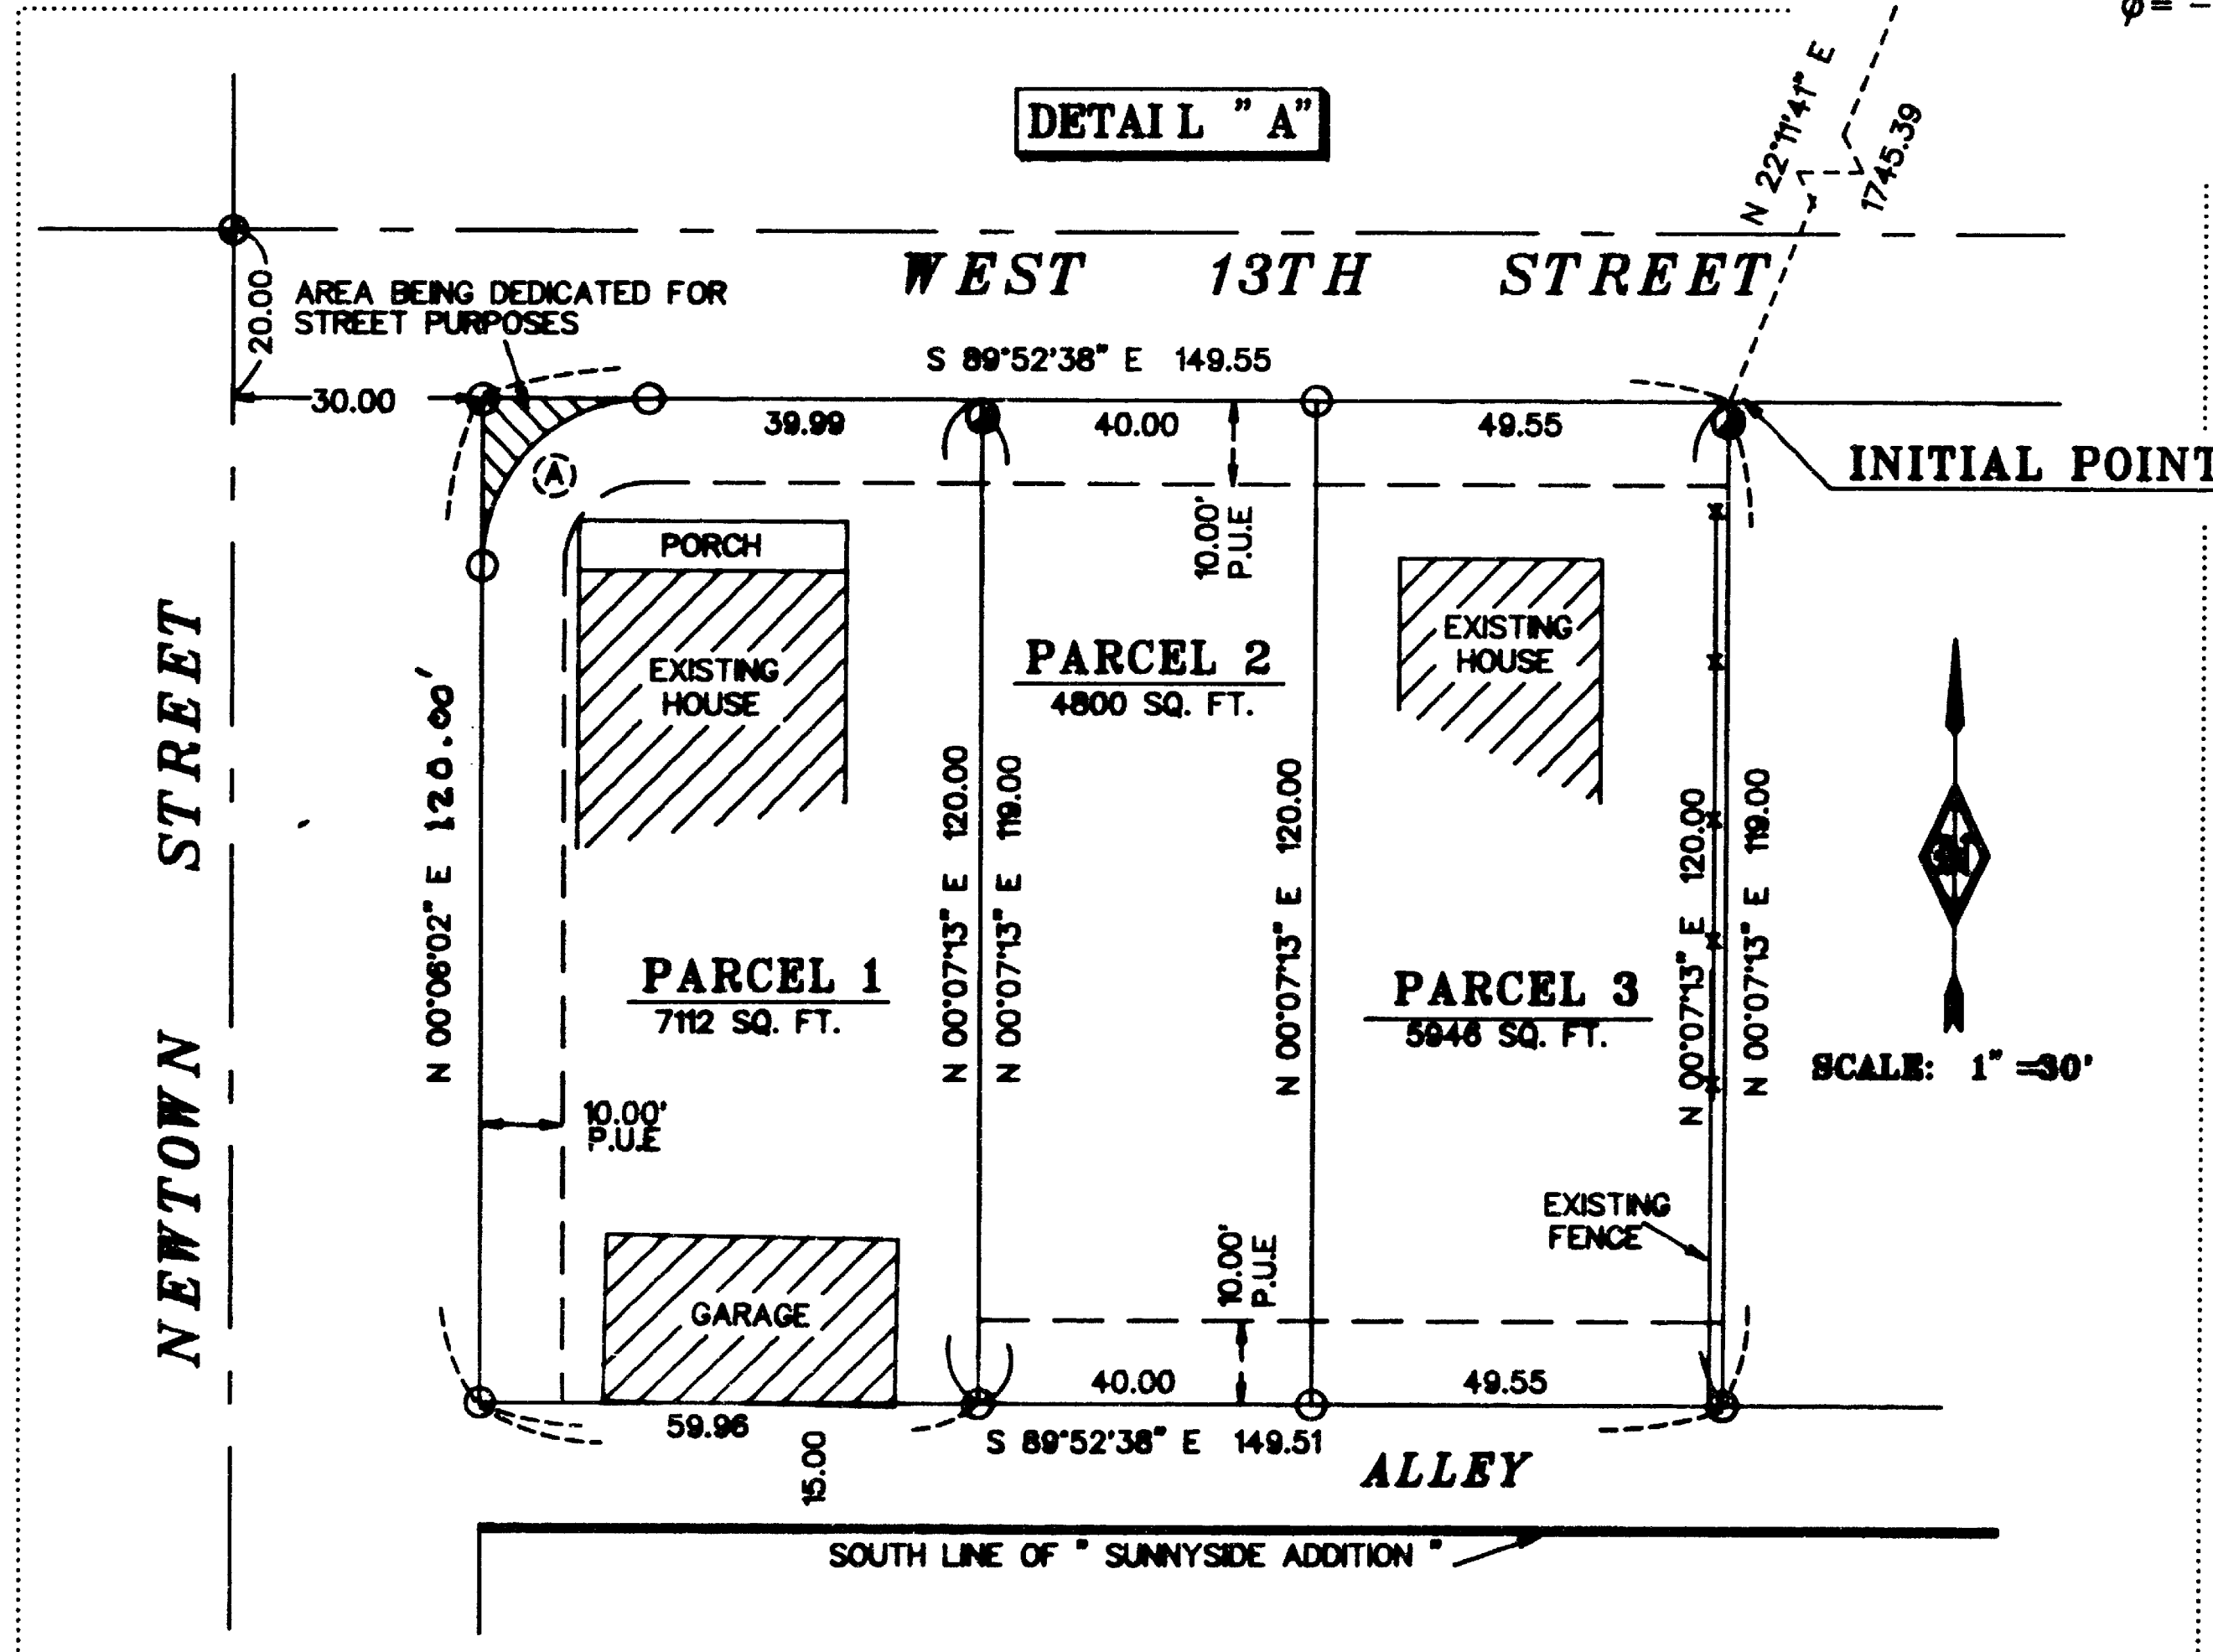 ø= -
DETAIL "A"
N 22°11'41" E
1745.39
WEST 13TH STREET
20.00
AREA BEING DEDICATED FOR
STREET PURPOSES
S 89°52'38" E 149.55
30.00
39.99
40.00
49.55
INITIAL POINT
A
10.00'
P.U.E
PORCH
EXISTING
HOUSE
EXISTING
HOUSE
PARCEL 2
4800 SQ. FT.
NEWTOWN STREET
N 00°06'02" E 120.00'
N 00°07'13" E 120.00
N 00°07'13" E 119.00
N 00°07'13" E 120.00
N 00°07'13" E 120.00
N 00°07'13" E 119.00
PARCEL 1
7112 SQ. FT.
PARCEL 3
5946 SQ. FT.
SCALE: 1"=30'
10.00'
P.U.E
EXISTING
FENCE
10.00'
P.U.E
GARAGE
40.00
49.55
59.96
15.00
S 89°52'38" E 149.51
ALLEY
SOUTH LINE OF " SUNNYSIDE ADDITION "